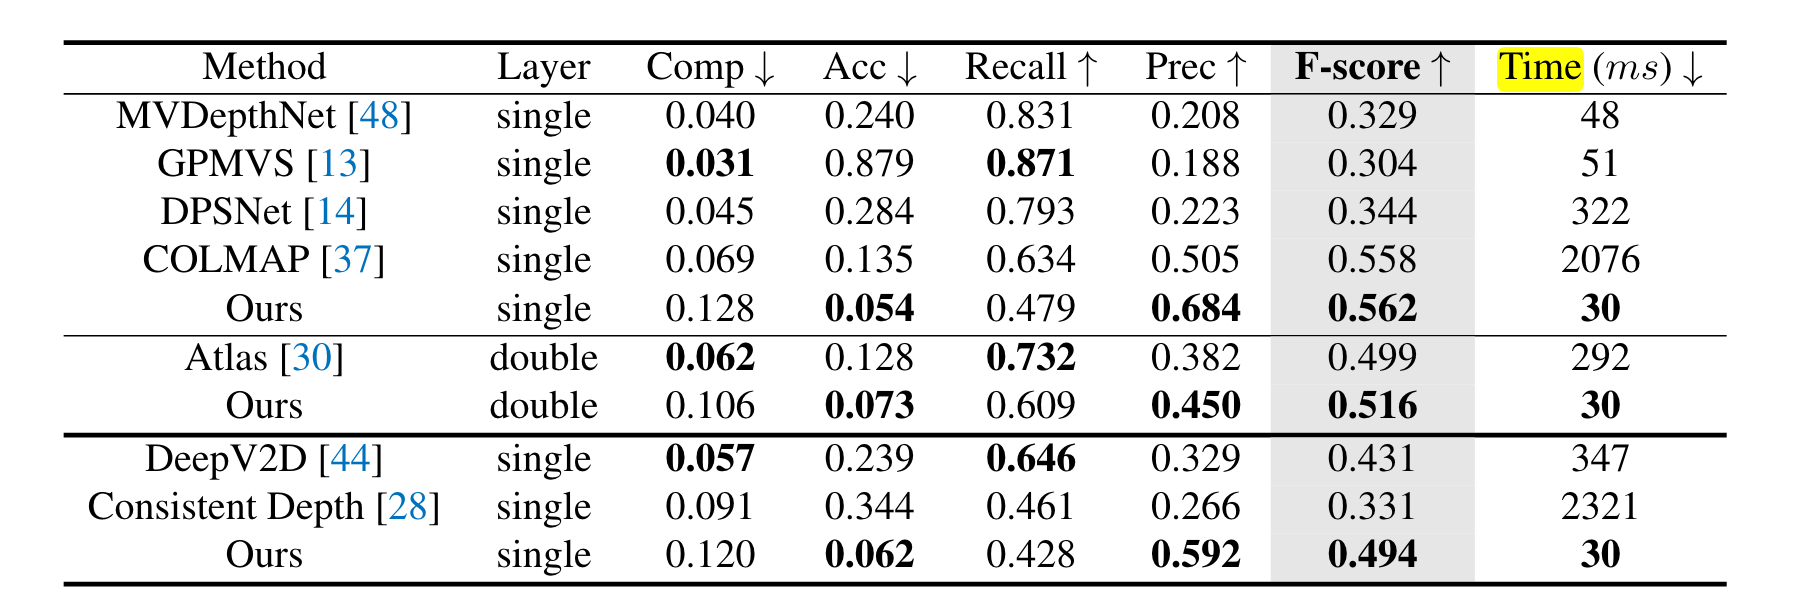 Method Layer Comp ↓ Acc ↓ Recall ↑ Prec ↑ F-score ↑ Time (ms) ↓
MVDepthNet [48] single 0.040 0.240 0.831 0.208 0.329 48
GPMVS [13] single 0.031 0.879 0.871 0.188 0.304 51
DPSNet [14] single 0.045 0.284 0.793 0.223 0.344 322
COLMAP [37] single 0.069 0.135 0.634 0.505 0.558 2076
Ours single 0.128 0.054 0.479 0.684 0.562 30
Atlas [30] double 0.062 0.128 0.732 0.382 0.499 292
Ours double 0.106 0.073 0.609 0.450 0.516 30
DeepV2D [44] single 0.057 0.239 0.646 0.329 0.431 347
Consistent Depth [28] single 0.091 0.344 0.461 0.266 0.331 2321
Ours single 0.120 0.062 0.428 0.592 0.494 30